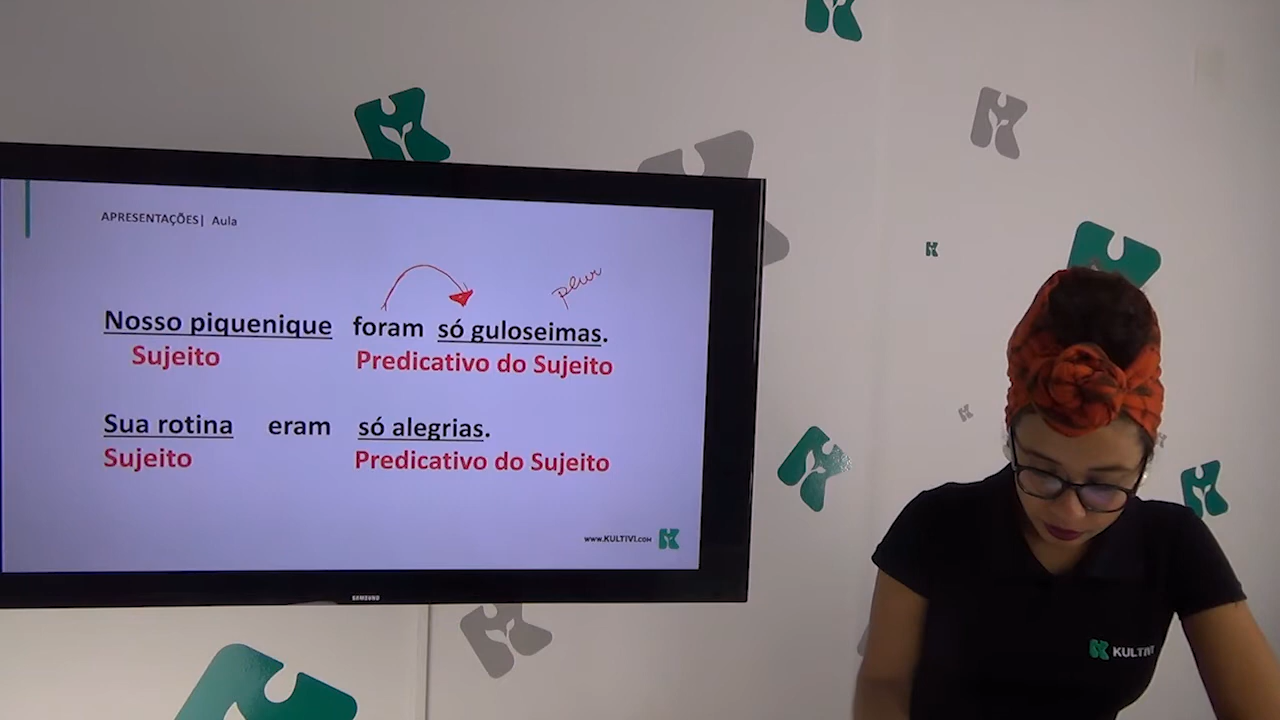 APRESENTAÇÕES| Aula
Nosso piquenique foram só guloseimas.
Sujeito Predicativo do Sujeito
Sua rotina eram só alegrias.
Sujeito Predicativo do Sujeito
www.KULTIVI.COM
SAMSUNG
KULTIVI